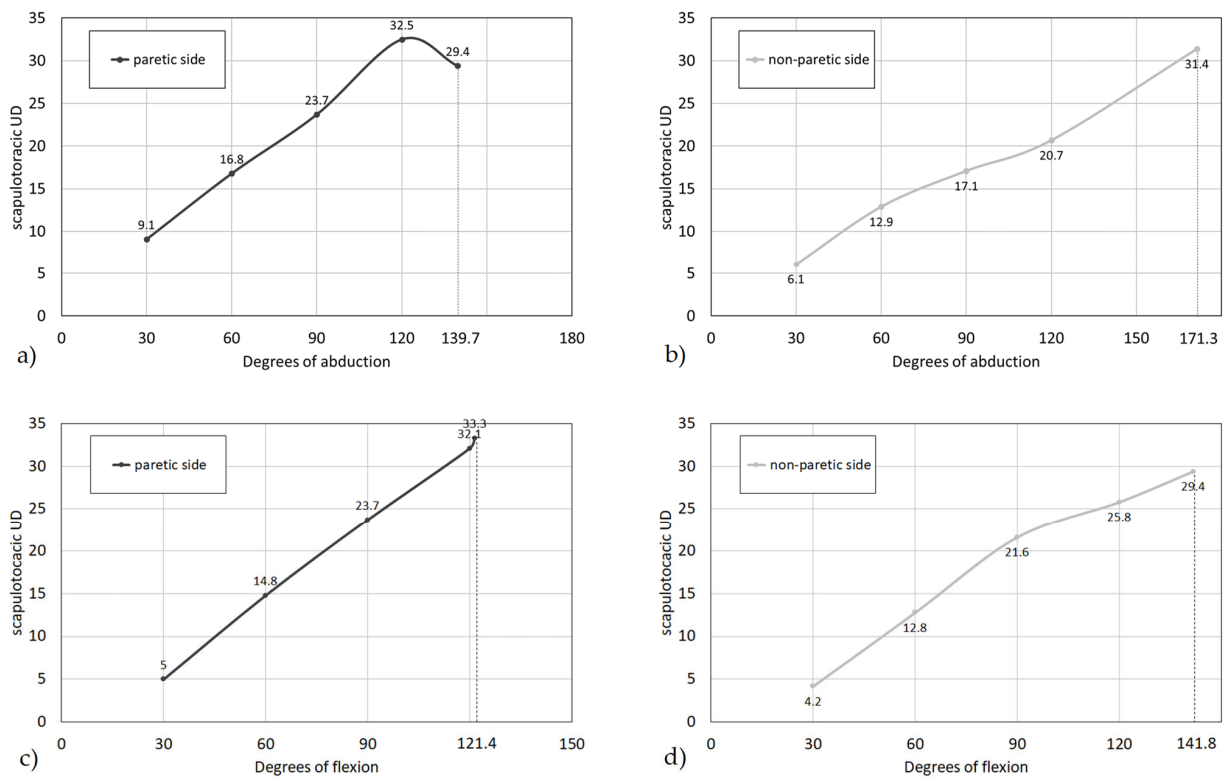 35
30
25
20
15
10
5
0
scapulotoracic UD
paretic side
9.1
16.8
23.7
32.5
29.4
0 30 60 90 120 139.7 180
Degrees of abduction
a)
35
30
25
20
15
10
5
0
scapulotoracic UD
non-paretic side
6.1
12.9
17.1
20.7
31.4
0 30 60 90 120 150 171.3
Degrees of abduction
b)
35
30
25
20
15
10
5
0
scapulotocacic UD
paretic side
5
14.8
23.7
32.1
33.3
0 30 60 90 121.4 150
Degrees of flexion
c)
35
30
25
20
15
10
5
0
scapulotocacic UD
non-paretic side
4.2
12.8
21.6
25.8
29.4
0 30 60 90 120 141.8
Degrees of flexion
d)